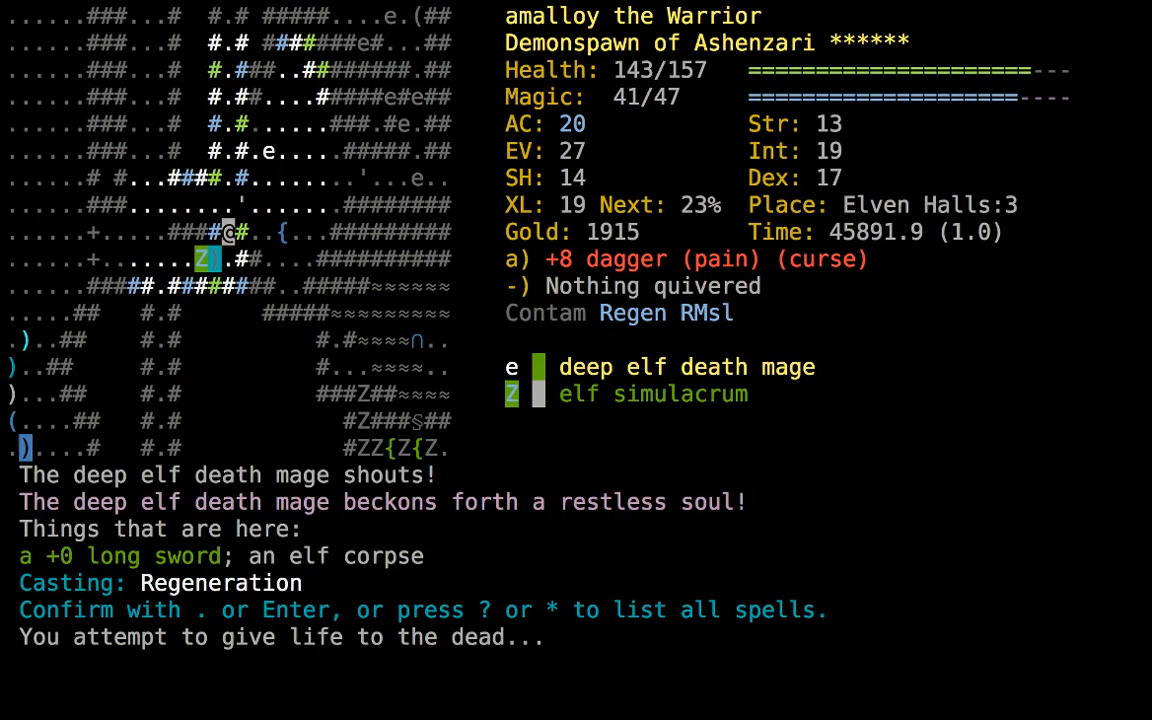 ......###...#  #.# #####....e.(##    amalloy the Warrior
......###...#  #.# ########e#...##    Demonspawn of Ashenzari ******
......###...#  #.###..########.##    Health: 143/157    =====================---
......###...#  #.##....####e#e##    Magic:  41/47      ====================----
......###...#  #.#......###.#e.##    AC: 20            Str: 13
......###...#  #.#.e.....#####.##    EV: 27            Int: 19
......# #...####.#........'...e..    SH: 14            Dex: 17
......###........'.......########    XL: 19 Next: 23%  Place: Elven Halls:3
......+.....####@#..{...#########    Gold: 1915        Time: 45891.9 (1.0)
......+.......Z).##....##########    a) +8 dagger (pain) (curse)
......###.#########..#####≈≈≈≈≈≈    -) Nothing quivered
.....##   #.#      #####≈≈≈≈≈≈≈≈≈    Contam Regen RMsl
.)..##    #.#          #.#≈≈≈≈∩..
)...##    #.#          #...≈≈≈≈..    e   deep elf death mage
)...##    #.#          ###Z##≈≈≈≈    Z   elf simulacrum
(....##   #.#            #Z###§##
.)....#   #.#            #ZZ{Z{Z.
The deep elf death mage shouts!
The deep elf death mage beckons forth a restless soul!
Things that are here:
a +0 long sword; an elf corpse
Casting: Regeneration
Confirm with . or Enter, or press ? or * to list all spells.
You attempt to give life to the dead...